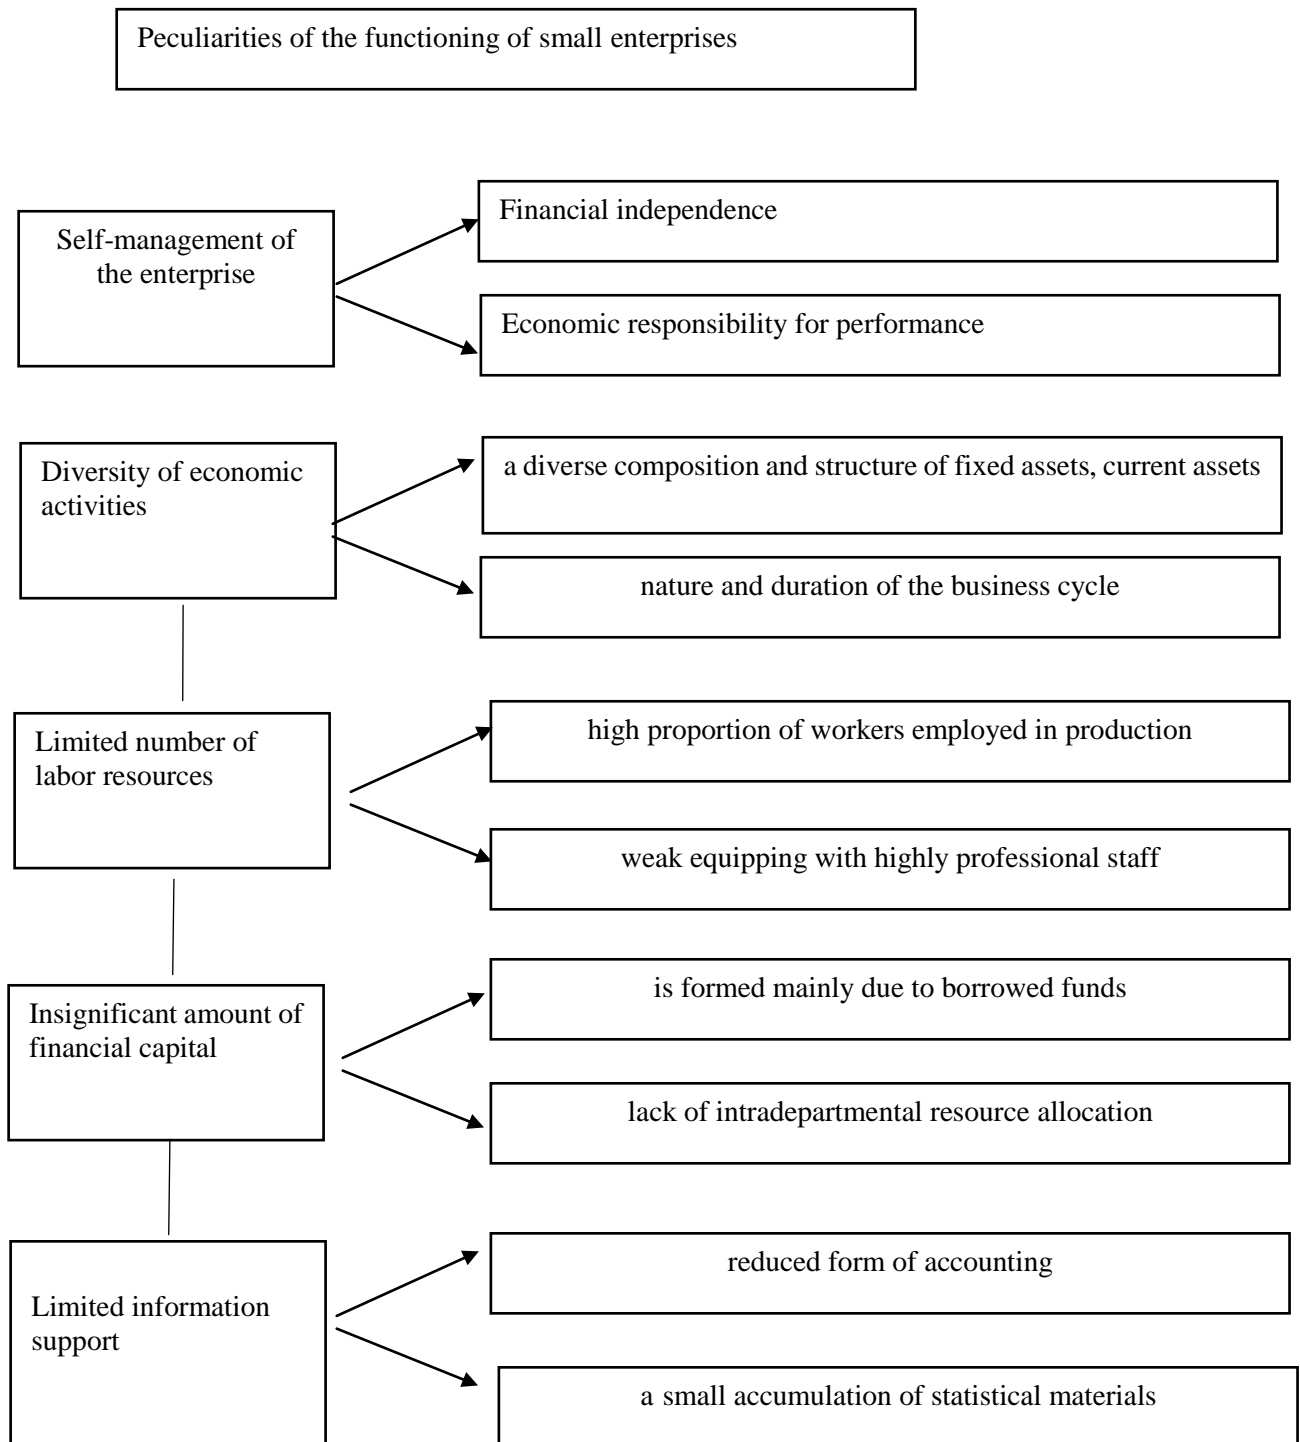 Peculiarities of the functioning of small enterprises
Self-management of
the enterprise
Financial independence
Economic responsibility for performance
Diversity of economic
activities
a diverse composition and structure of fixed assets, current assets
nature and duration of the business cycle
Limited number of
labor resources
high proportion of workers employed in production
weak equipping with highly professional staff
Insignificant amount of
financial capital
is formed mainly due to borrowed funds
lack of intradepartmental resource allocation
Limited information
support
reduced form of accounting
a small accumulation of statistical materials